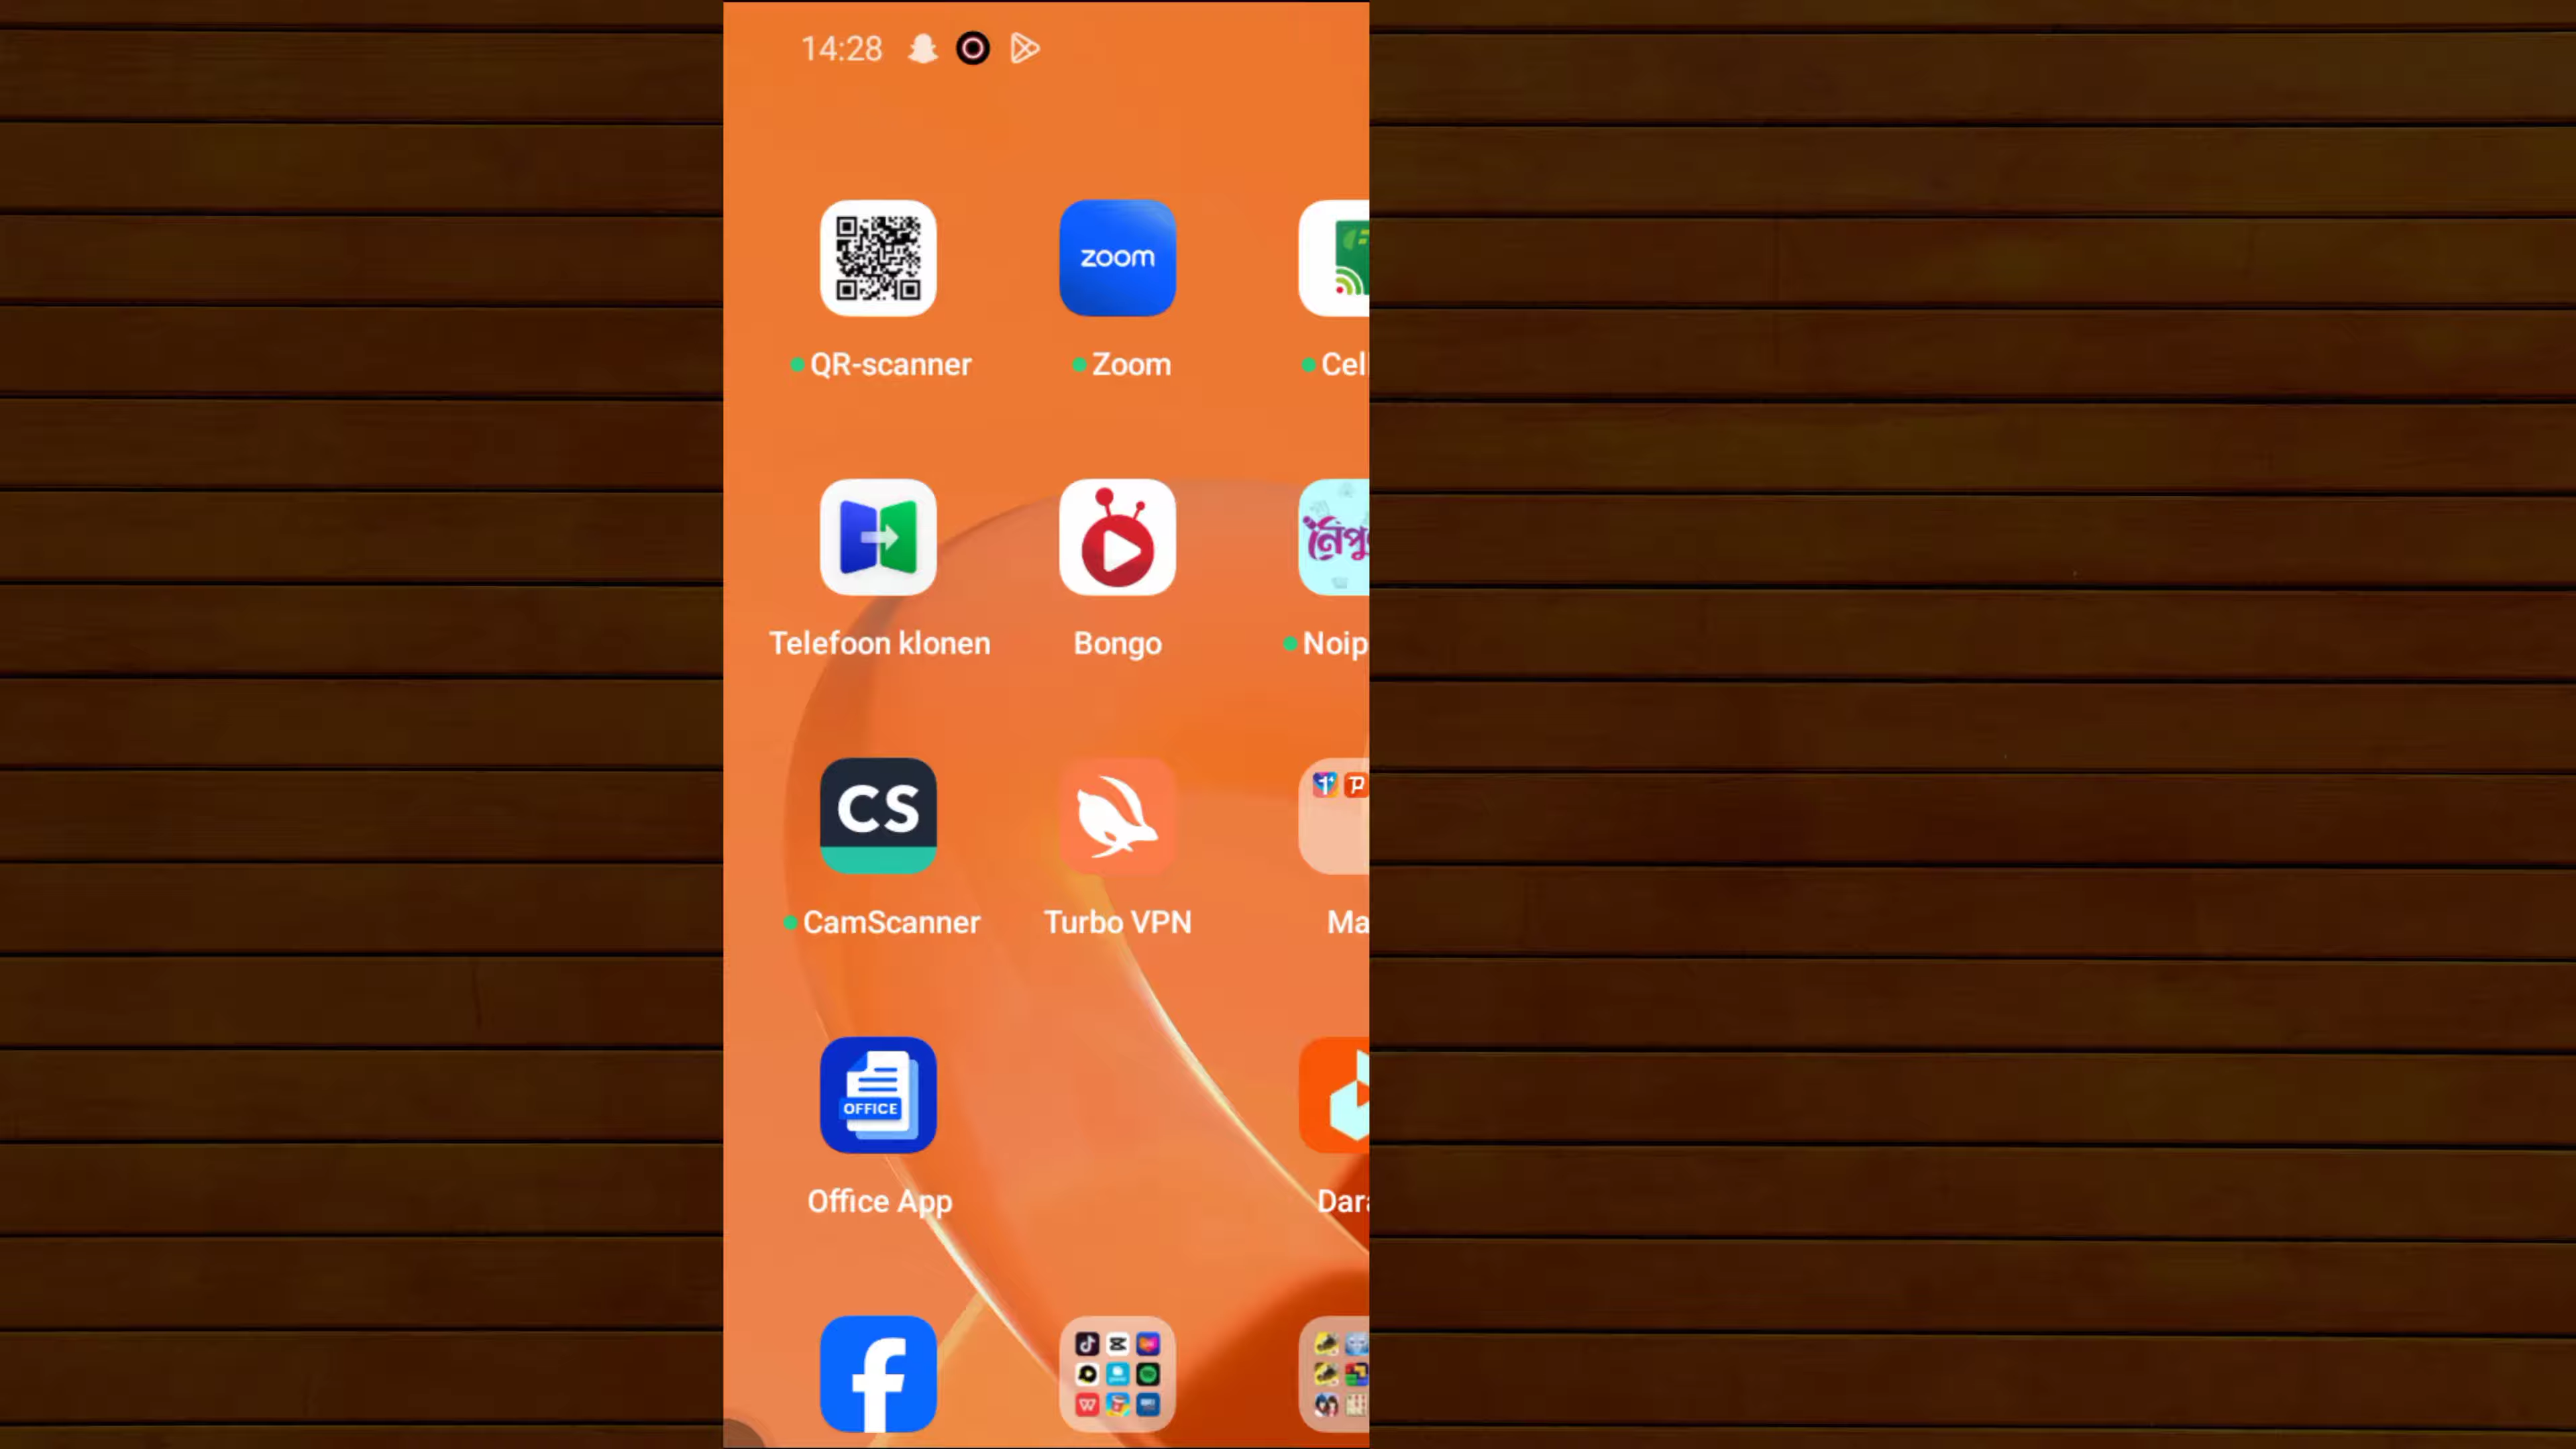 14:28
zoom
QR-scanner
Zoom
Cel
নৈপু
Telefoon klonen
Bongo
Noip
CS
CamScanner
Turbo VPN
Ma
OFFICE
Office App
Dara